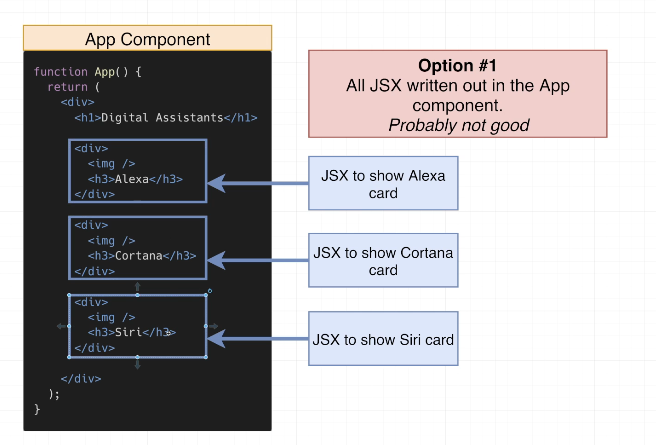 App Component
function App() {
return (
<div>
<h1>Digital Assistants</h1>
<div>
<img />
<h3>Alexa</h3>
</div>
<div>
<img />
<h3>Cortana</h3>
</div>
<div>
<img />
<h3>Siri</h3>
</div>
</div>
);
}
Option #1
All JSX written out in the App
component.
Probably not good
JSX to show Alexa
card
JSX to show Cortana
card
JSX to show Siri card